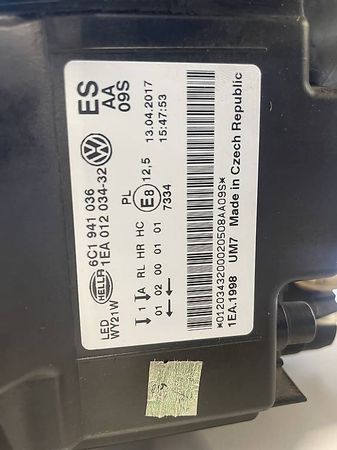 ES
AA
09S
13.04.2017
15:47:53
6C1 941 036
1EA 012 034-32
HELLA
LED
WY21W
PL
1 A RL HR HC
01 02 00 01 01
E8 12,5
7334
*0120343200020508AA09S*
1EA.1998 UM7 Made in Czech Republic